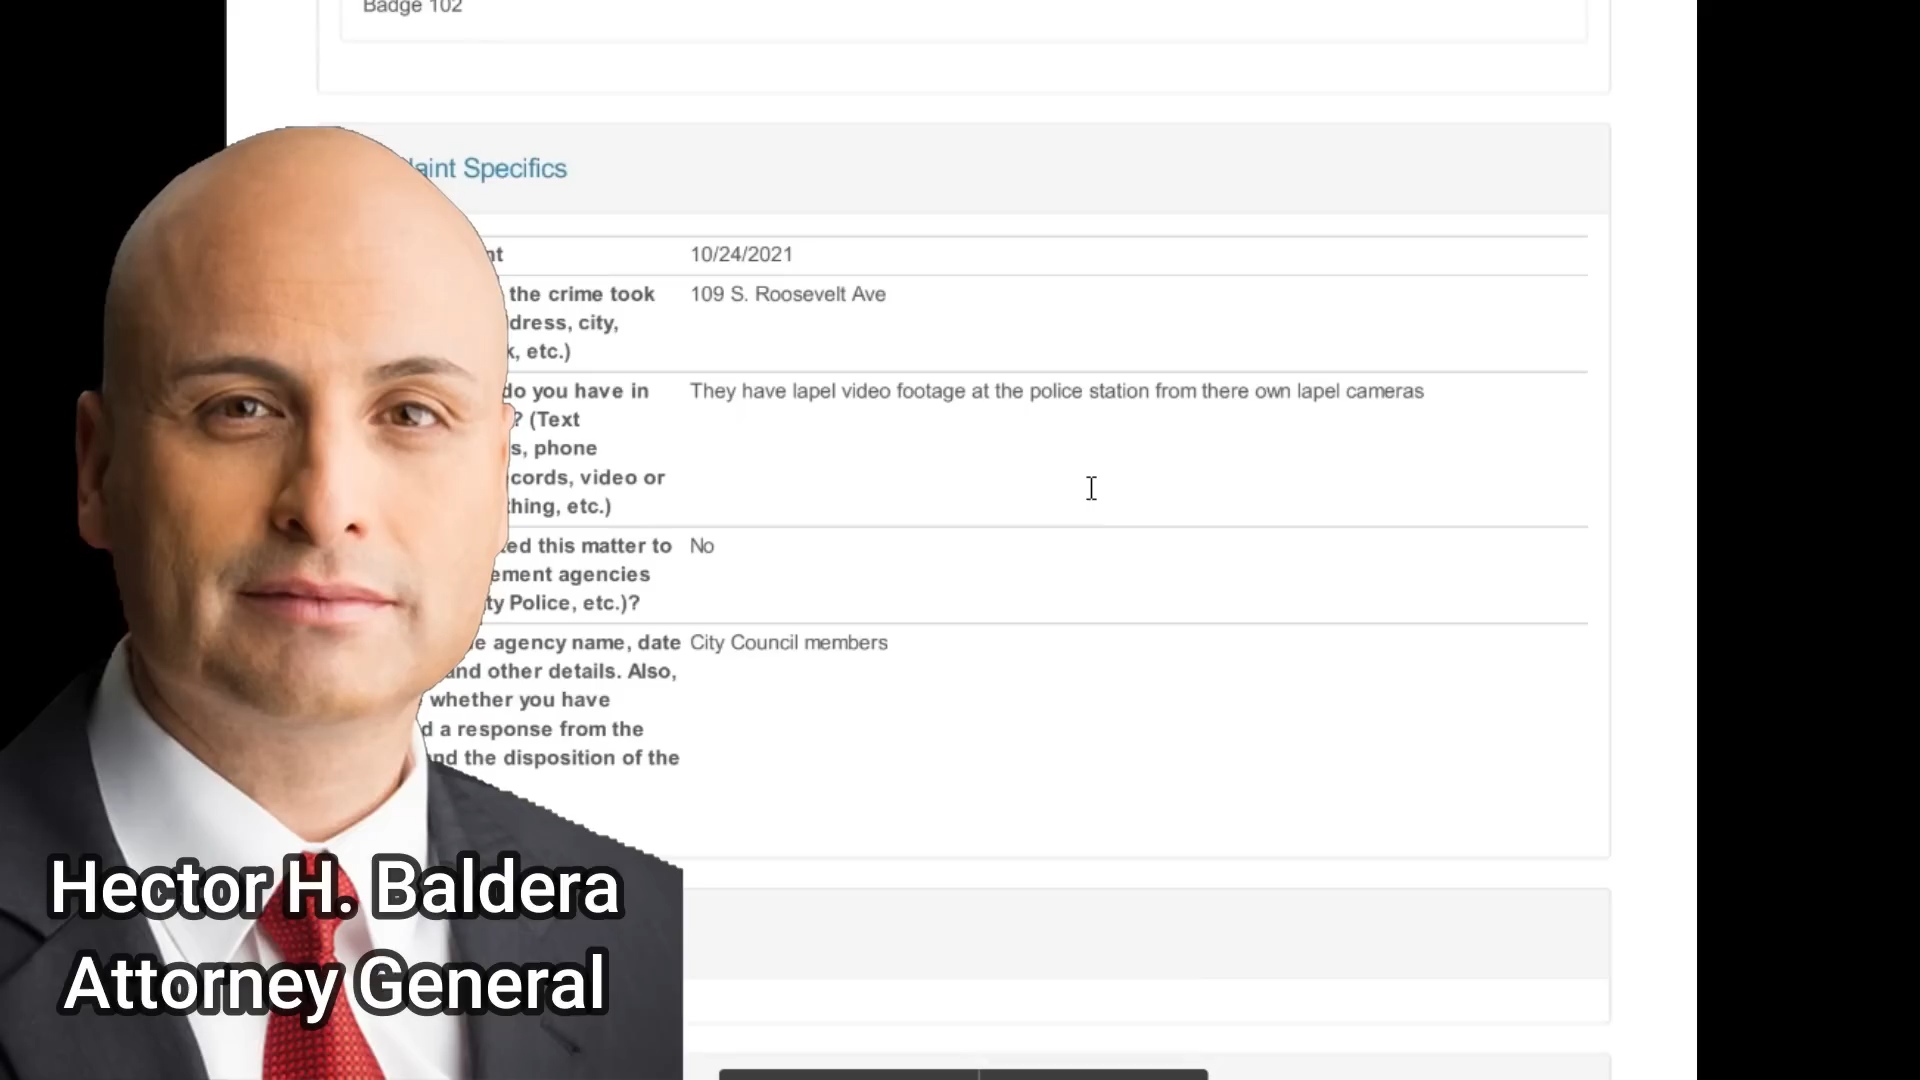 Badge 102
laint Specifics
nt 10/24/2021
the crime took 109 S. Roosevelt Ave
dress, city,
k, etc.)
do you have in They have lapel video footage at the police station from there own lapel cameras
? (Text
s, phone
cords, video or
thing, etc.)
ed this matter to No
ement agencies
ty Police, etc.)?
e agency name, date City Council members
and other details. Also,
whether you have
d a response from the
nd the disposition of the
Hector H. Baldera
Attorney General